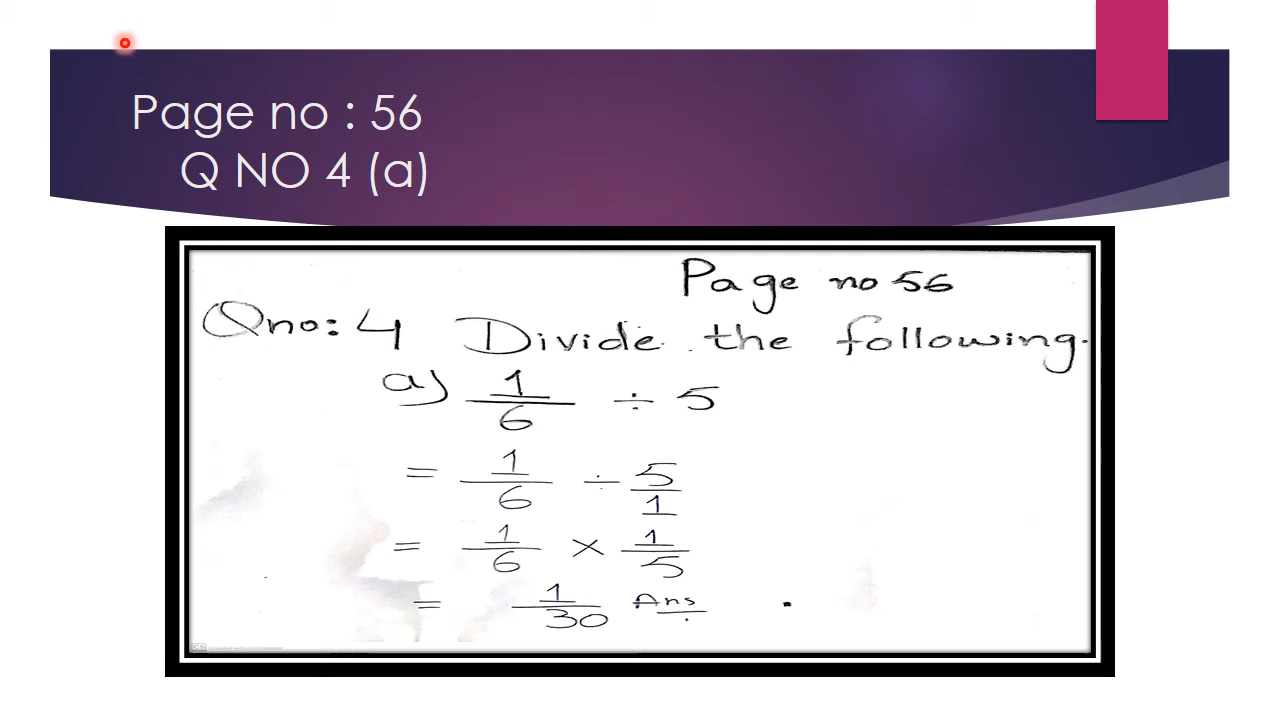 Page no : 56
Q NO 4 (a)
Page no 56
Qno: 4 Divide the following.
a) 1/6 ÷ 5
= 1/6 ÷ 5/1
= 1/6 × 1/5
= 1/30 Ans